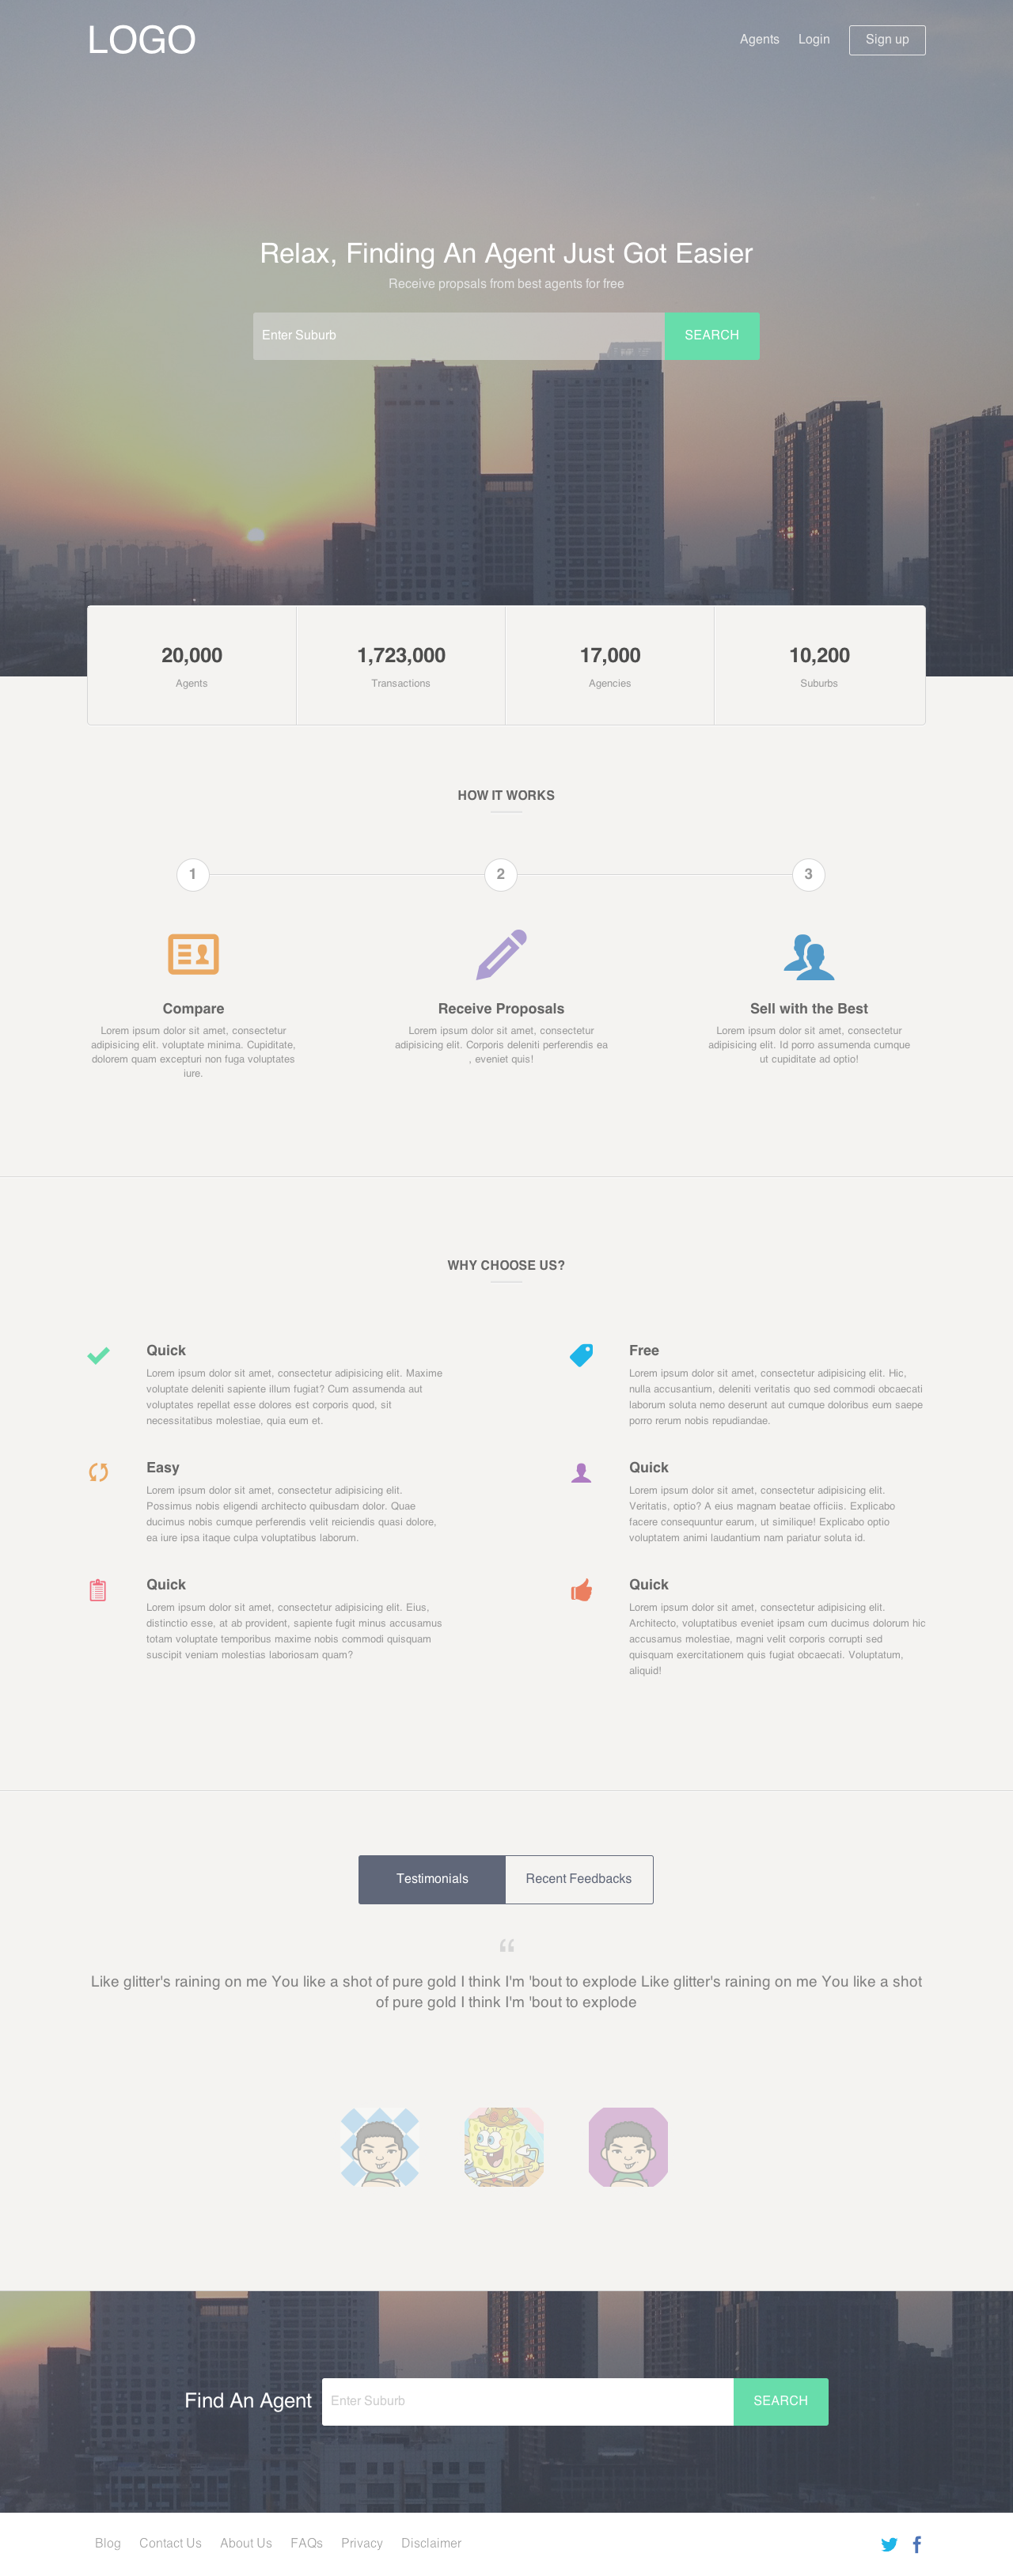 LOGO
Agents
Login
Sign up
Relax, Finding An Agent Just Got Easier
Receive propsals from best agents for free
Enter Suburb
SEARCH
20,000
Agents
1,723,000
Transactions
17,000
Agencies
10,200
Suburbs
HOW IT WORKS
1
2
3
Compare
Lorem ipsum dolor sit amet, consectetur
adipisicing elit. voluptate minima. Cupiditate,
dolorem quam excepturi non fuga voluptates
iure.
Receive Proposals
Lorem ipsum dolor sit amet, consectetur
adipisicing elit. Corporis deleniti perferendis ea
, eveniet quis!
Sell with the Best
Lorem ipsum dolor sit amet, consectetur
adipisicing elit. Id porro assumenda cumque
ut cupiditate ad optio!
WHY CHOOSE US?
Quick
Lorem ipsum dolor sit amet, consectetur adipisicing elit. Maxime
voluptate deleniti sapiente illum fugiat? Cum assumenda aut
voluptates repellat esse dolores est corporis quod, sit
necessitatibus molestiae, quia eum et.
Free
Lorem ipsum dolor sit amet, consectetur adipisicing elit. Hic,
nulla accusantium, deleniti veritatis quo sed commodi obcaecati
laborum soluta nemo deserunt aut cumque doloribus eum saepe
porro rerum nobis repudiandae.
Easy
Lorem ipsum dolor sit amet, consectetur adipisicing elit.
Possimus nobis eligendi architecto quibusdam dolor. Quae
ducimus nobis cumque perferendis velit reiciendis quasi dolore,
ea iure ipsa itaque culpa voluptatibus laborum.
Quick
Lorem ipsum dolor sit amet, consectetur adipisicing elit.
Veritatis, optio? A eius magnam beatae officiis. Explicabo
facere consequuntur earum, ut similique! Explicabo optio
voluptatem animi laudantium nam pariatur soluta id.
Quick
Lorem ipsum dolor sit amet, consectetur adipisicing elit. Eius,
distinctio esse, at ab provident, sapiente fugit minus accusamus
totam voluptate temporibus maxime nobis commodi quisquam
suscipit veniam molestias laboriosam quam?
Quick
Lorem ipsum dolor sit amet, consectetur adipisicing elit.
Architecto, voluptatibus eveniet ipsam cum ducimus dolorum hic
accusamus molestiae, magni velit corporis corrupti sed
quisquam exercitationem quis fugiat obcaecati. Voluptatum,
aliquid!
Testimonials
Recent Feedbacks
“
Like glitter's raining on me You like a shot of pure gold I think I'm 'bout to explode Like glitter's raining on me You like a shot
of pure gold I think I'm 'bout to explode
Find An Agent
Enter Suburb
SEARCH
Blog
Contact Us
About Us
FAQs
Privacy
Disclaimer